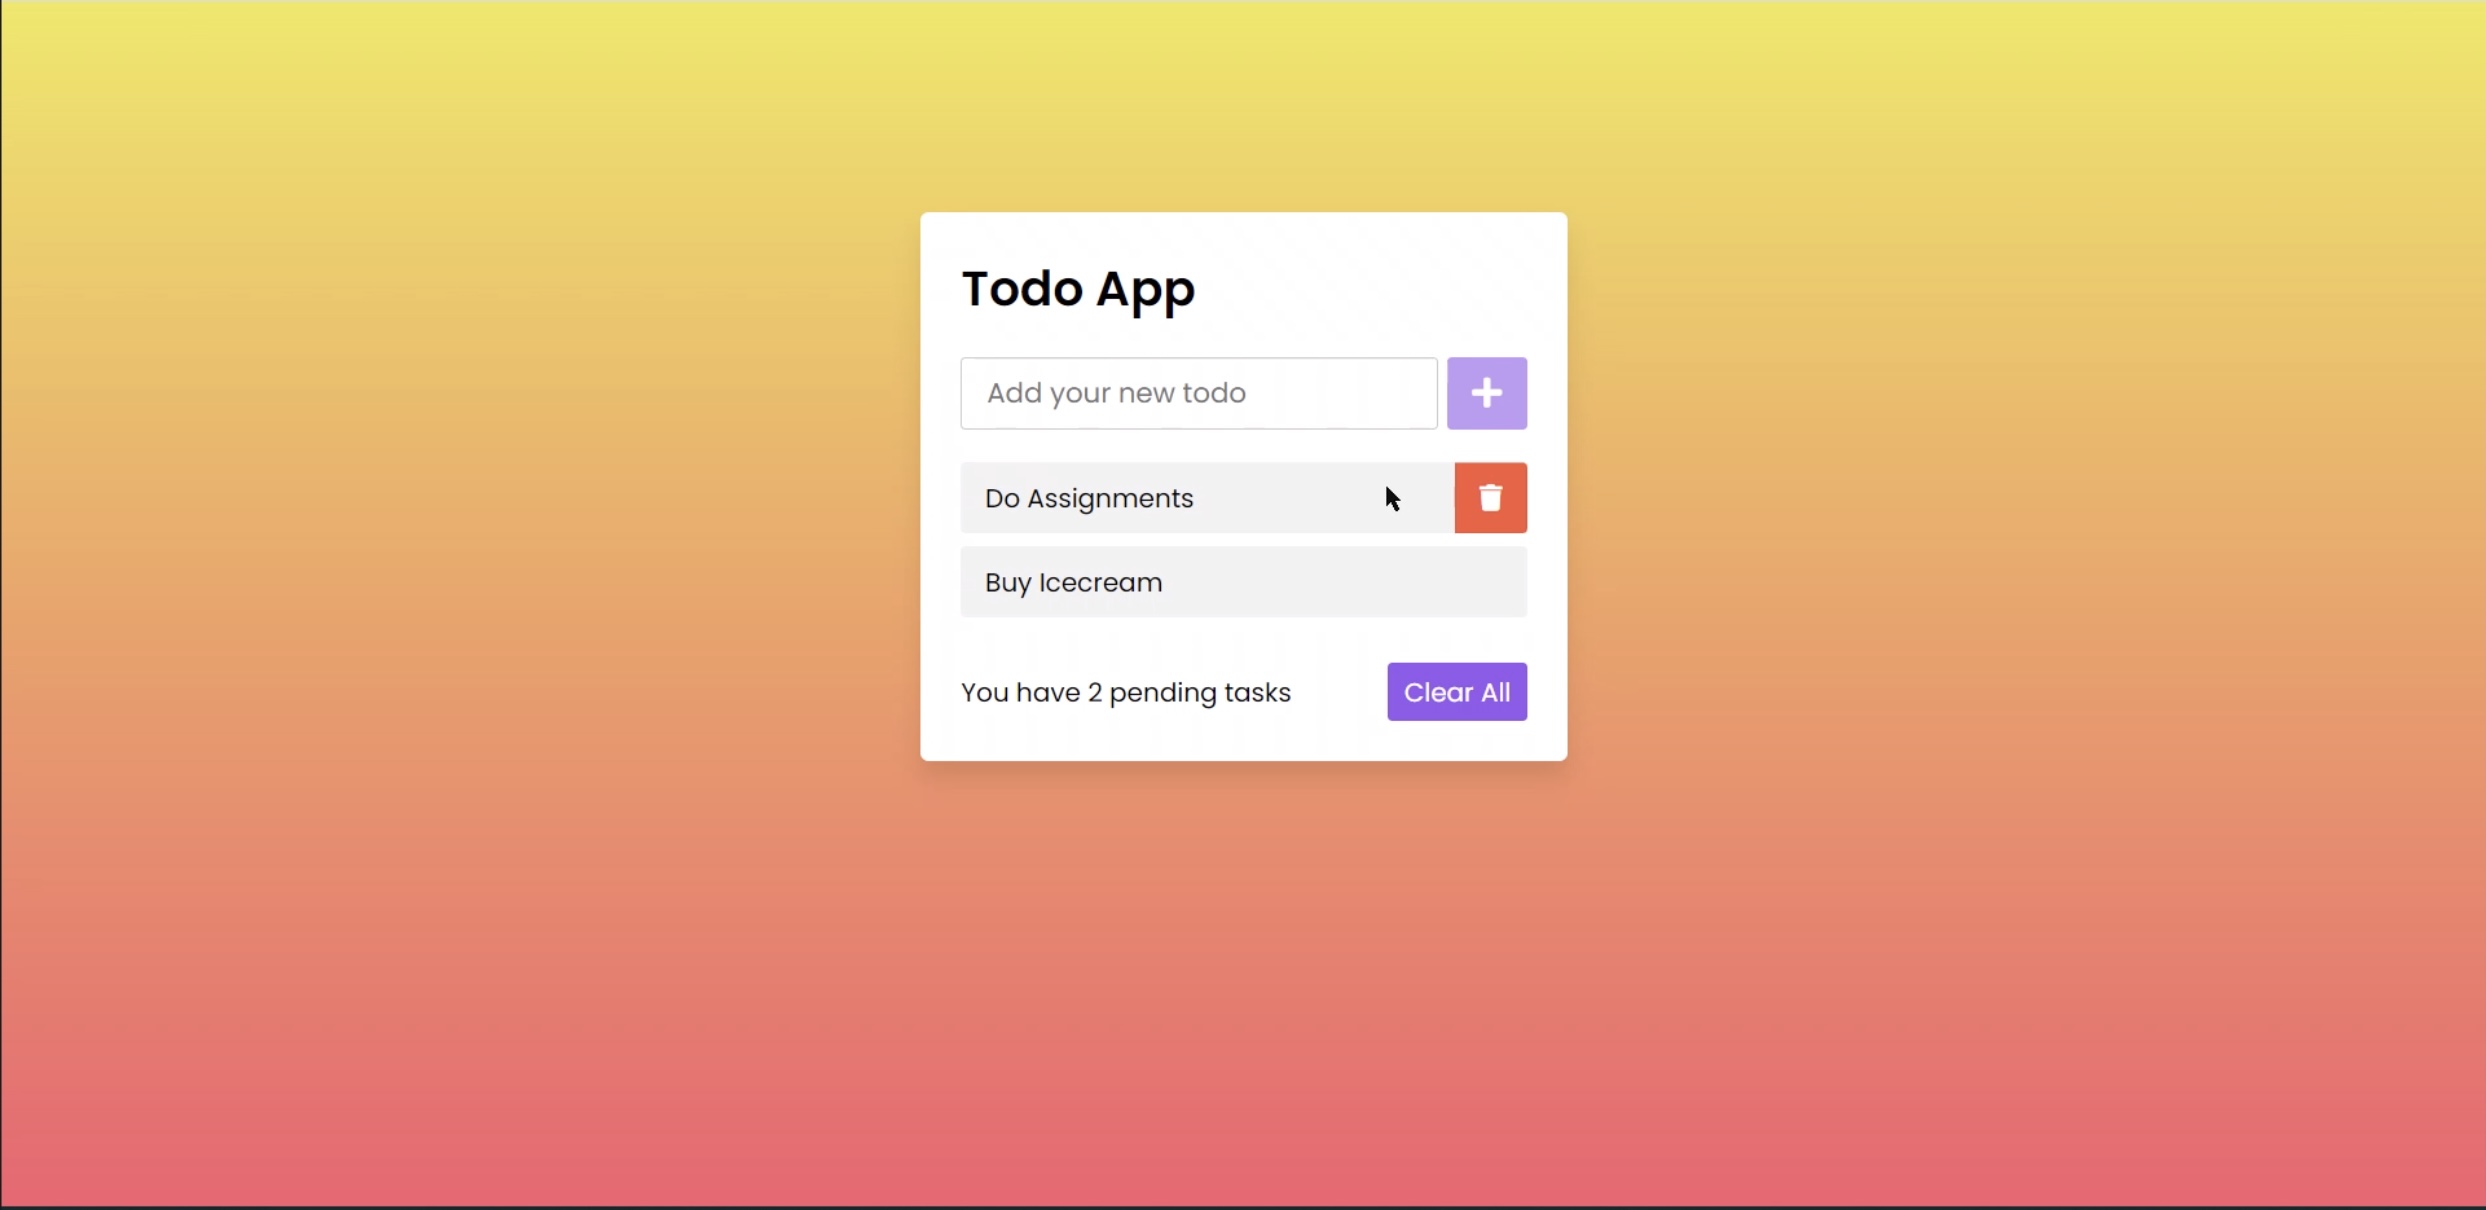 Todo App
Add your new todo
Do Assignments
Buy Icecream
You have 2 pending tasks
Clear All